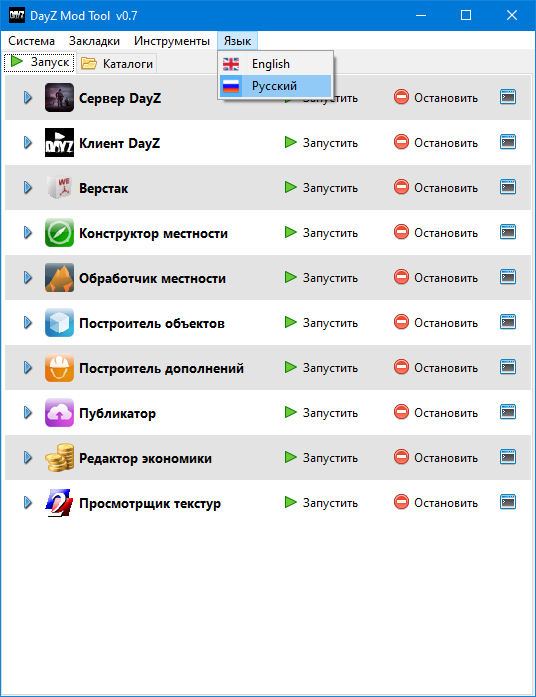 DayZ Mod Tool v0.7
Система Закладки Инструменты Язык
Запуск Каталоги
English
Русский
Сервер DayZ Запустить Остановить
Клиент DayZ Запустить Остановить
Верстак Запустить Остановить
Конструктор местности Запустить Остановить
Обработчик местности Запустить Остановить
Построитель объектов Запустить Остановить
Построитель дополнений Запустить Остановить
Публикатор Запустить Остановить
Редактор экономики Запустить Остановить
Просмотрщик текстур Запустить Остановить